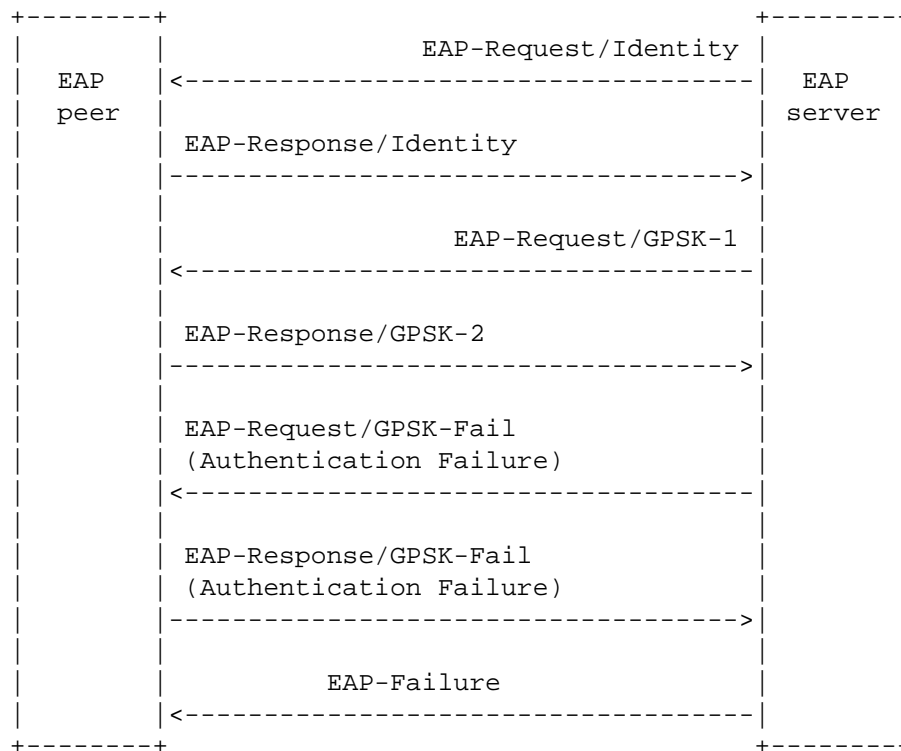 EAP-Request/Identity
EAP EAP
peer server
EAP-Response/Identity
EAP-Request/GPSK-1
EAP-Response/GPSK-2
EAP-Request/GPSK-Fail
(Authentication Failure)
EAP-Response/GPSK-Fail
(Authentication Failure)
EAP-Failure